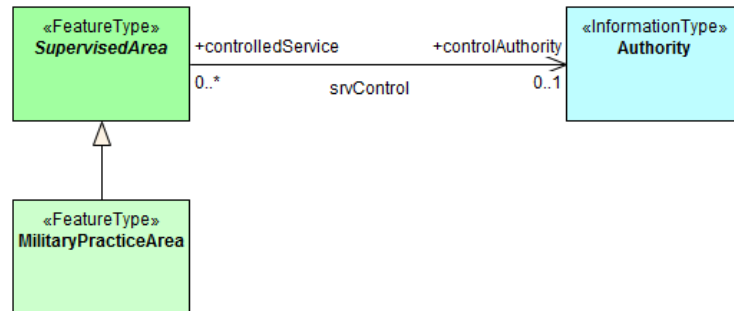 «FeatureType»
SupervisedArea
+controlledService
+controlAuthority
0..*
srvControl
0..1
«InformationType»
Authority
«FeatureType»
MilitaryPracticeArea